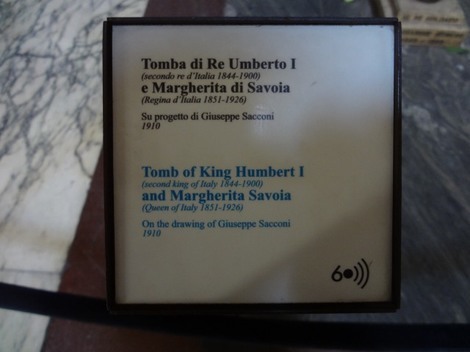 Tomba di Re Umberto I
(secondo re d'Italia 1844-1900)
e Margherita di Savoia
(Regina d'Italia 1851-1926)
Su progetto di Giuseppe Sacconi
1910
Tomb of King Humbert I
(second king of Italy 1844-1900)
and Margherita Savoia
(Queen of Italy 1851-1926)
On the drawing of Giuseppe Sacconi
1910
6